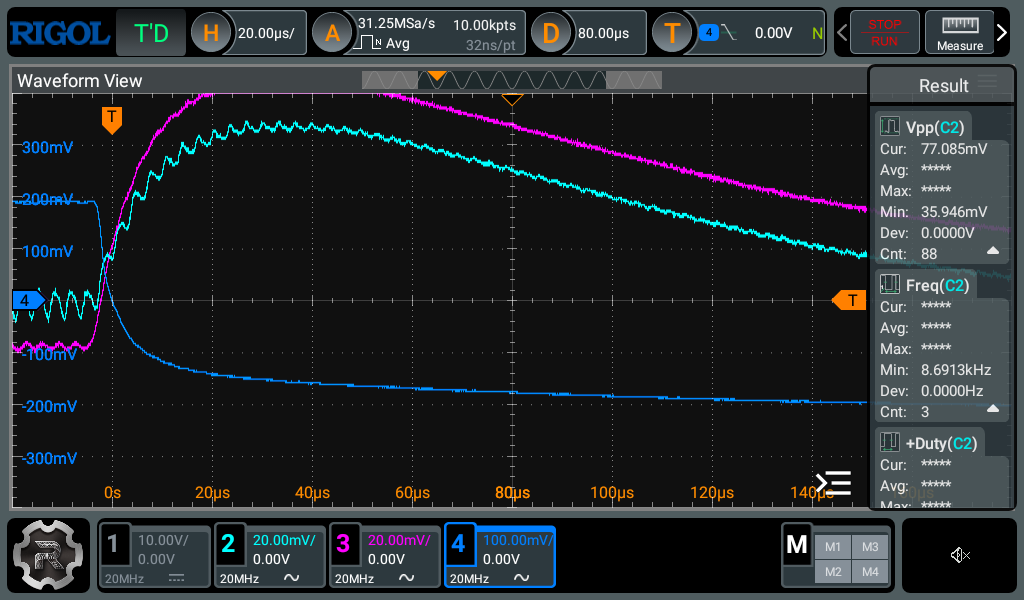 RIGOL
T'D
H
20.00µs/
A
31.25MSa/s
N Avg
10.00kpts
32ns/pt
D
80.00µs
T
4
0.00V
N
STOP
RUN
Measure
Waveform View
Result
T
300mV
200mV
100mV
4
T
-100mV
-200mV
-300mV
0s 20µs 40µs 60µs 80µs 100µs 120µs 140µs
Vpp(C2)
Cur: 77.085mV
Avg: *****
Max: *****
Min: 35.946mV
Dev: 0.0000V
Cnt: 88
Freq(C2)
Cur: *****
Avg: *****
Max: *****
Min: 8.6913kHz
Dev: 0.0000Hz
Cnt: 3
+Duty(C2)
Cur: *****
Avg: *****
Max: *****
R
1
10.00V/
0.00V
20MHz
2
20.00mV/
0.00V
20MHz
3
20.00mV/
0.00V
20MHz
4
100.00mV/
0.00V
20MHz
M
M1 M3
M2 M4